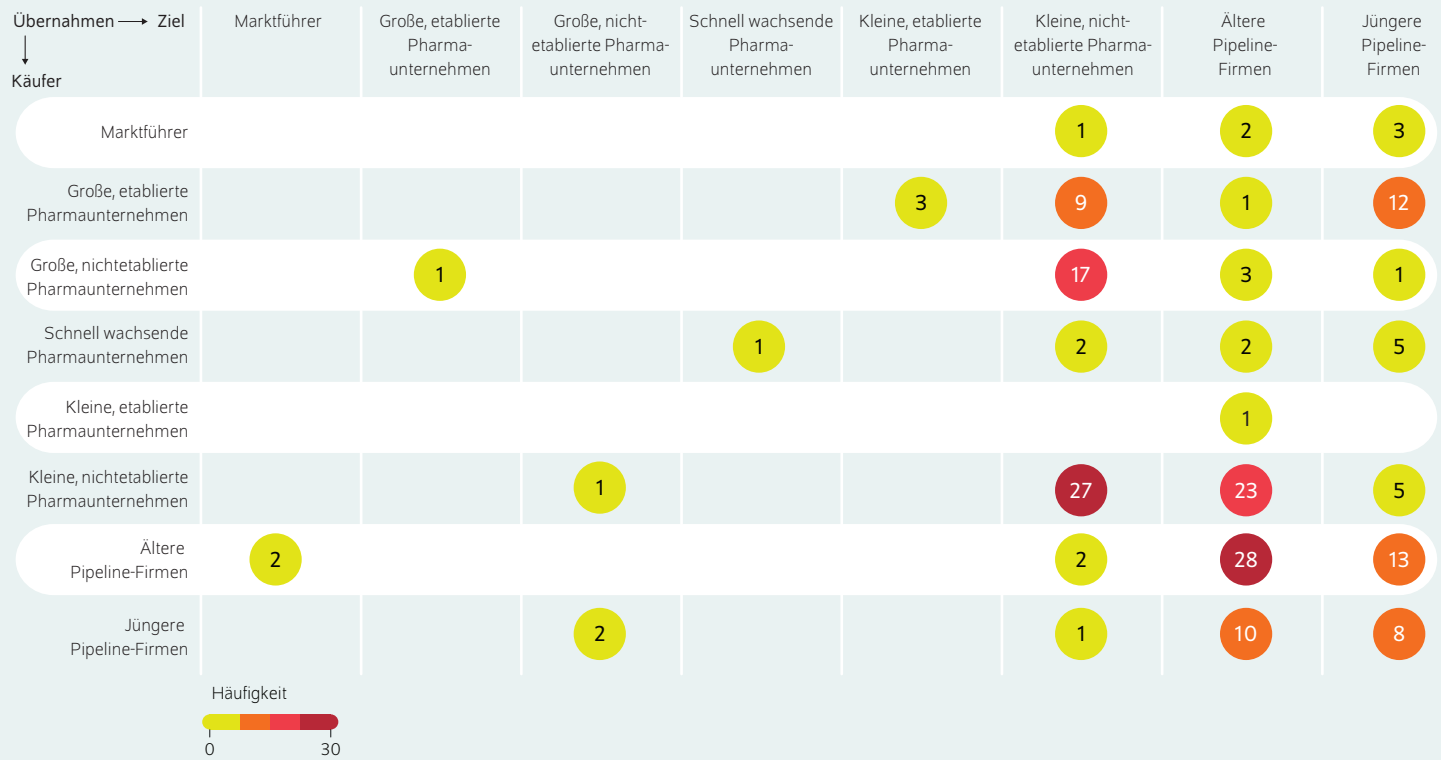 Übernahmen → Ziel
Käufer
Marktführer
Große, etablierte
Pharma-
unternehmen
Große, nicht-
etablierte Pharma-
unternehmen
Schnell wachsende
Pharma-
unternehmen
Kleine, etablierte
Pharma-
unternehmen
Kleine, nicht-
etablierte Pharma-
unternehmen
Ältere
Pipeline-
Firmen
Jüngere
Pipeline-
Firmen
Marktführer
1 2 3
Große, etablierte
Pharmaunternehmen
3 9 1 12
Große, nichtetablierte
Pharmaunternehmen
1 17 3 1
Schnell wachsende
Pharmaunternehmen
1 2 2 5
Kleine, etablierte
Pharmaunternehmen
1
Kleine, nichtetablierte
Pharmaunternehmen
1 27 23 5
Ältere
Pipeline-Firmen
2 2 28 13
Jüngere
Pipeline-Firmen
2 1 10 8
Häufigkeit
0 30